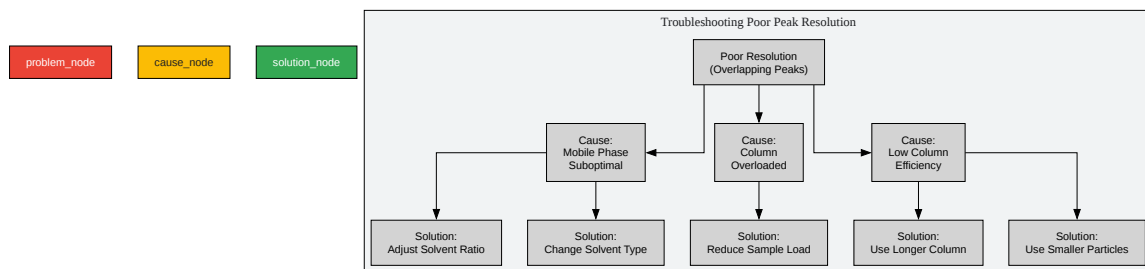 Troubleshooting Poor Peak Resolution
problem_node
cause_node
solution_node
Poor Resolution
(Overlapping Peaks)
Cause:
Mobile Phase
Suboptimal
Cause:
Column
Overloaded
Cause:
Low Column
Efficiency
Solution:
Adjust Solvent Ratio
Solution:
Change Solvent Type
Solution:
Reduce Sample Load
Solution:
Use Longer Column
Solution:
Use Smaller Particles